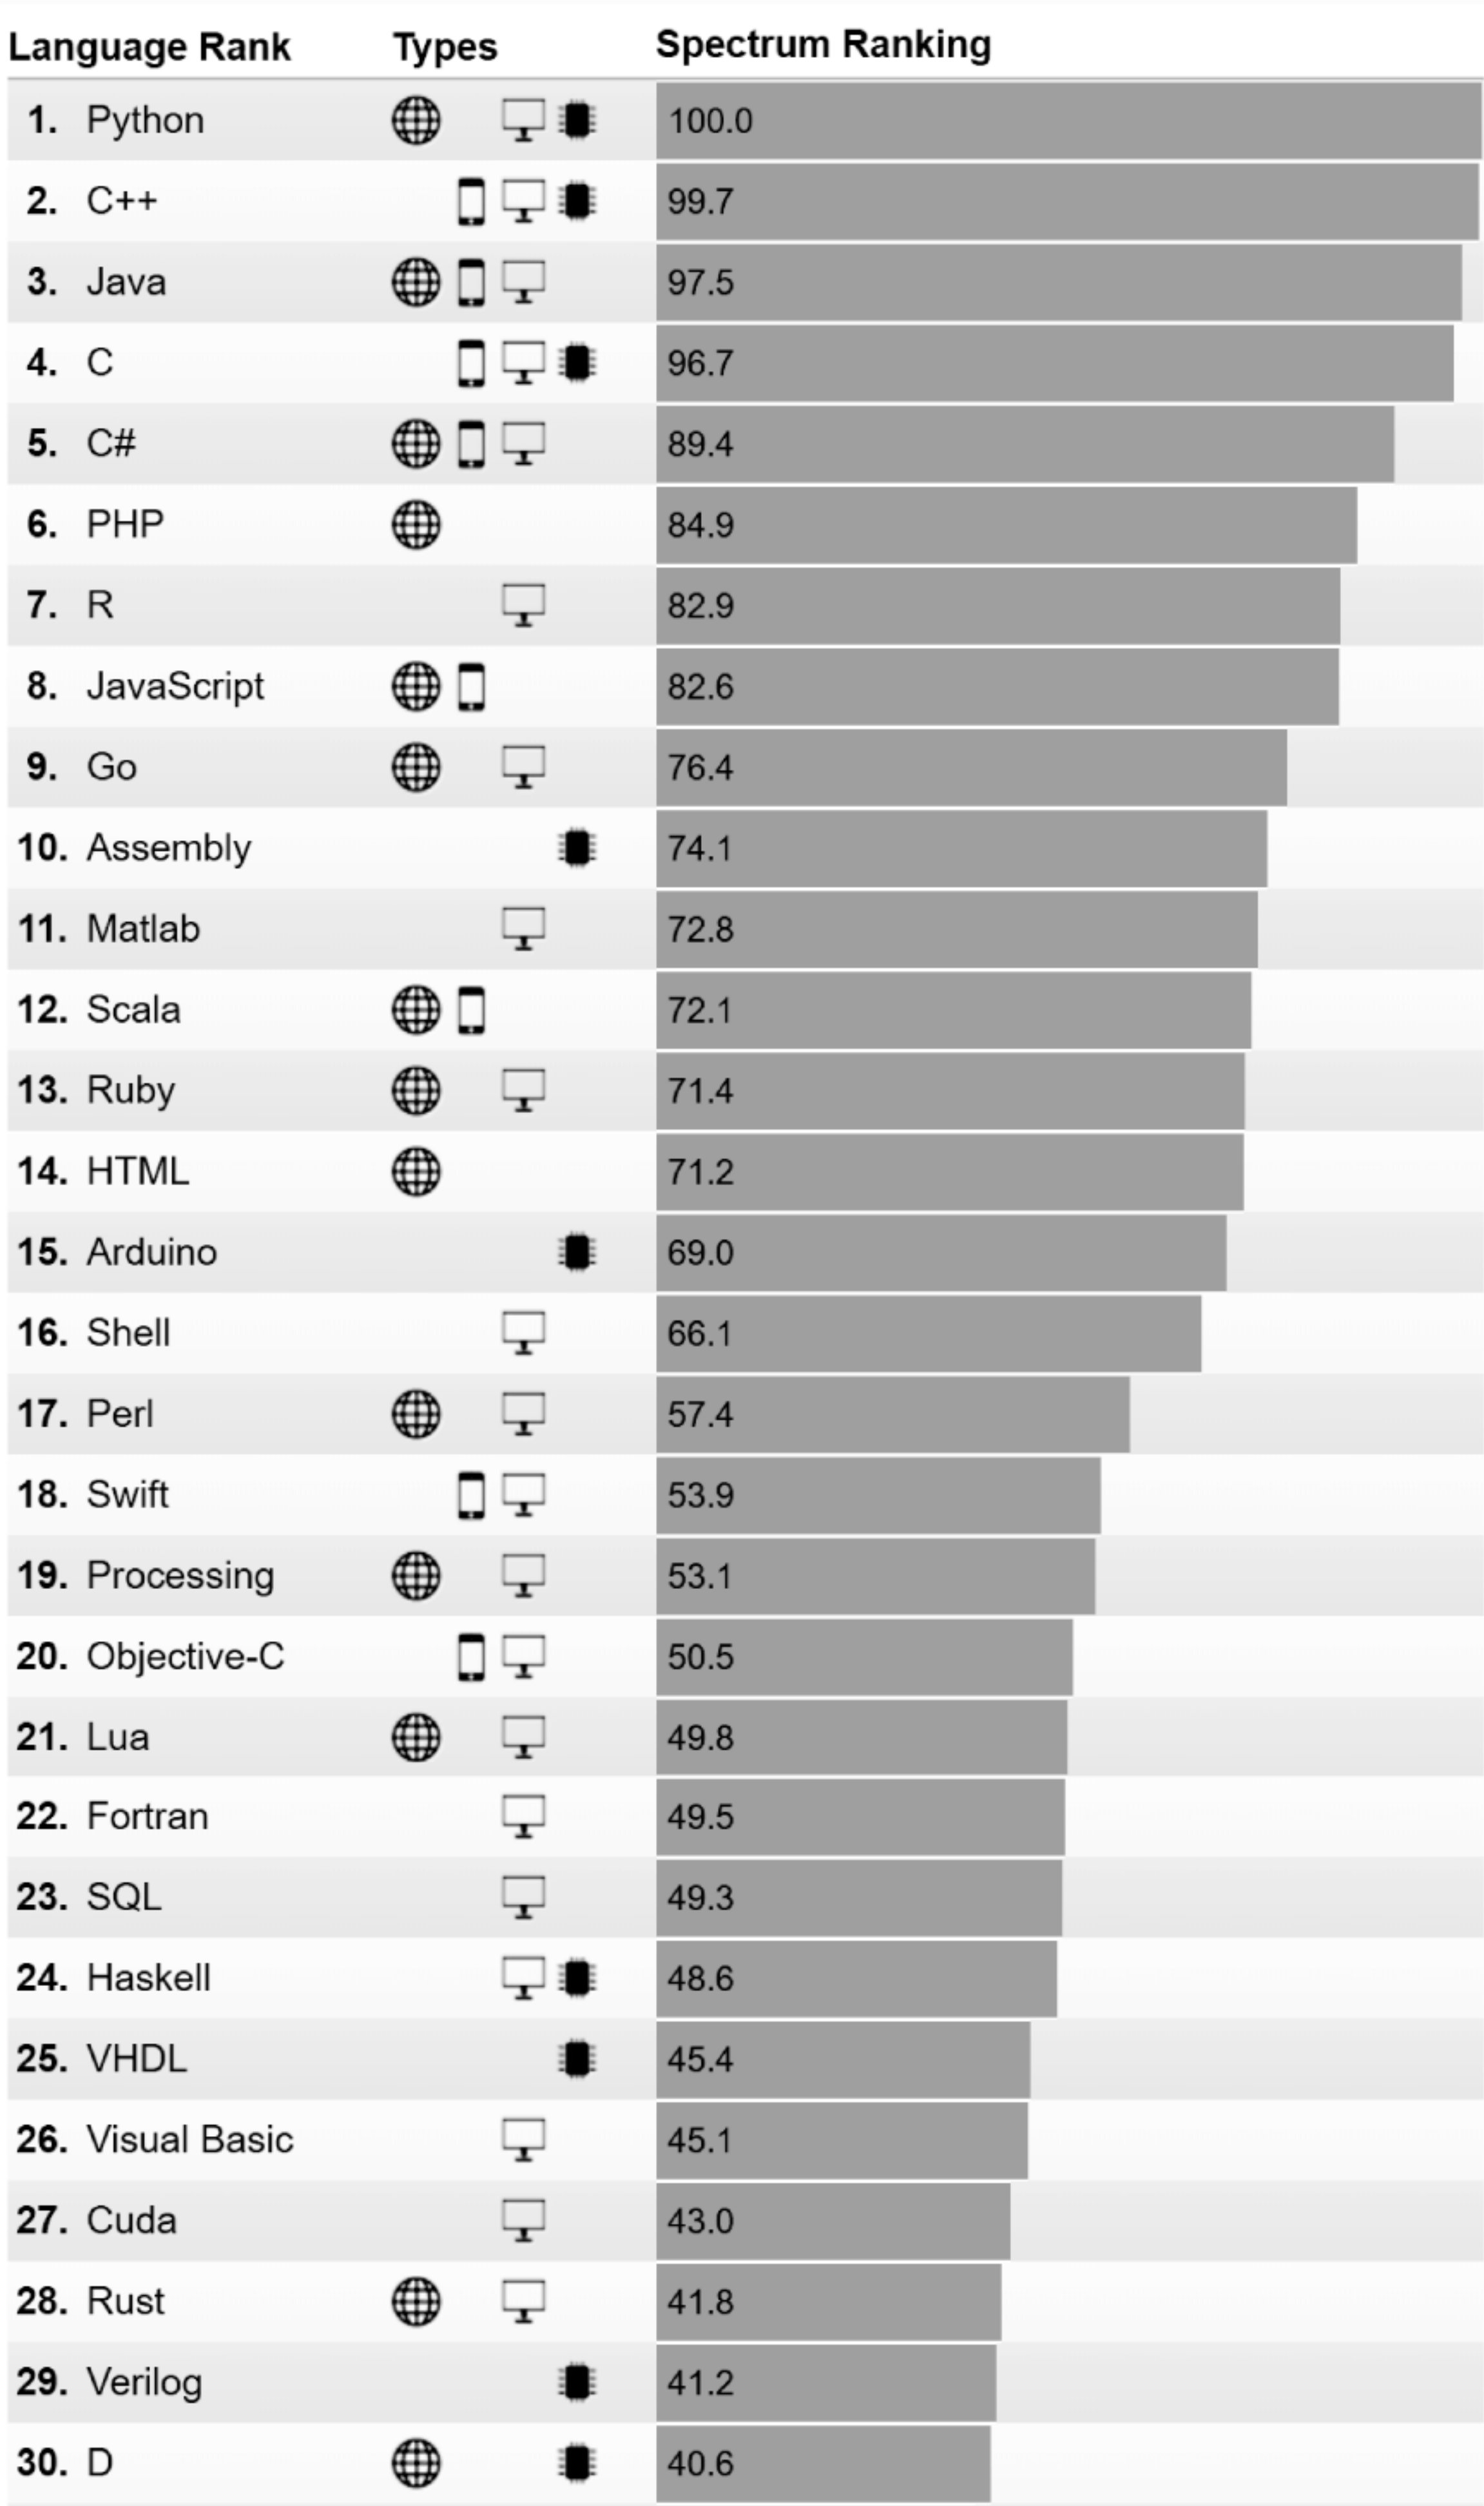 Language Rank Types Spectrum Ranking
1. Python 100.0
2. C++ 99.7
3. Java 97.5
4. C 96.7
5. C# 89.4
6. PHP 84.9
7. R 82.9
8. JavaScript 82.6
9. Go 76.4
10. Assembly 74.1
11. Matlab 72.8
12. Scala 72.1
13. Ruby 71.4
14. HTML 71.2
15. Arduino 69.0
16. Shell 66.1
17. Perl 57.4
18. Swift 53.9
19. Processing 53.1
20. Objective-C 50.5
21. Lua 49.8
22. Fortran 49.5
23. SQL 49.3
24. Haskell 48.6
25. VHDL 45.4
26. Visual Basic 45.1
27. Cuda 43.0
28. Rust 41.8
29. Verilog 41.2
30. D 40.6